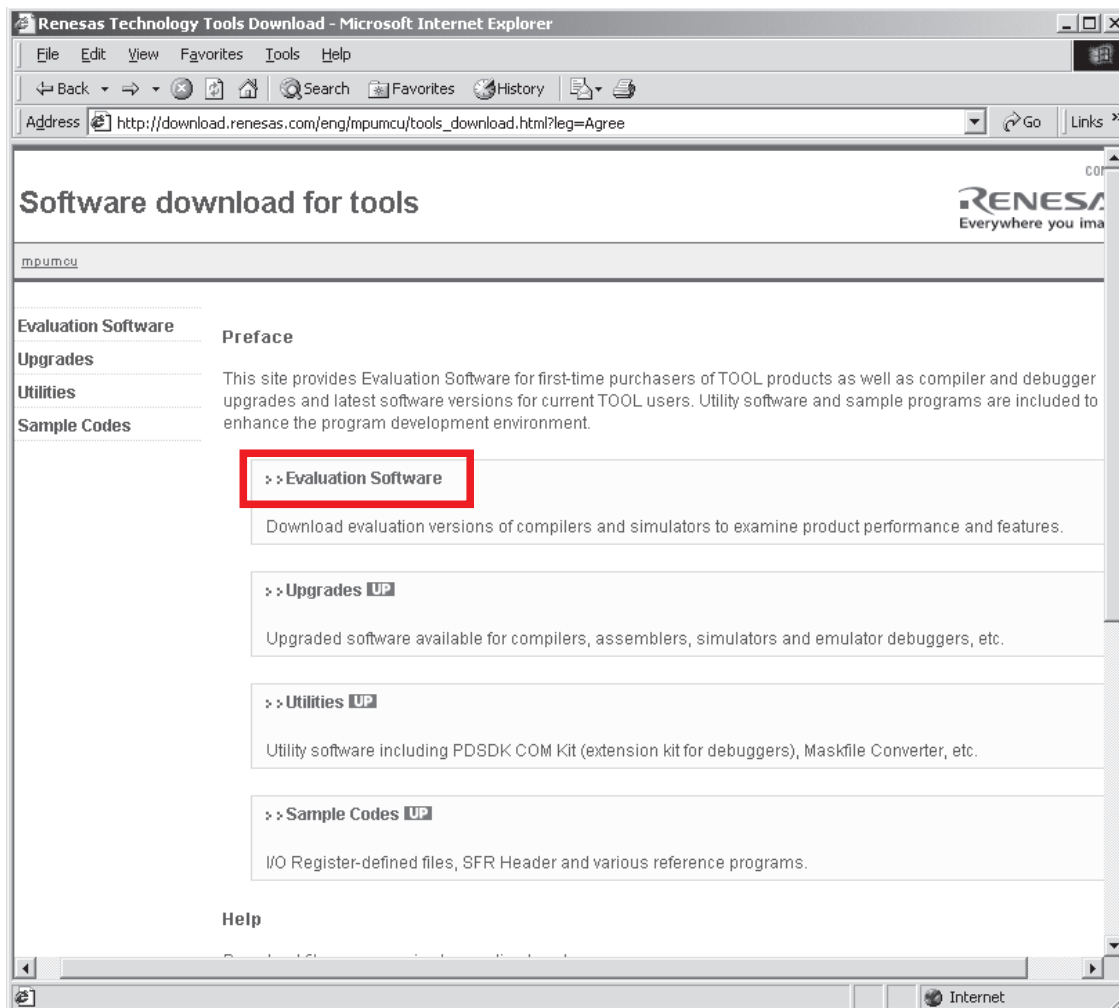 Renesas Technology Tools Download - Microsoft Internet Explorer
File Edit View Favorites Tools Help
Back Search Favorites History
Address http://download.renesas.com/eng/mpumcu/tools_download.html?leg=Agree Go Links »
Software download for tools
RENESA
Everywhere you ima
mpumcu
Evaluation Software
Upgrades
Utilities
Sample Codes
Preface
This site provides Evaluation Software for first-time purchasers of TOOL products as well as compiler and debugger
upgrades and latest software versions for current TOOL users. Utility software and sample programs are included to
enhance the program development environment.
Evaluation Software
Download evaluation versions of compilers and simulators to examine product performance and features.
Upgrades UP
Upgraded software available for compilers, assemblers, simulators and emulator debuggers, etc.
Utilities UP
Utility software including PDSDK COM Kit (extension kit for debuggers), Maskfile Converter, etc.
Sample Codes UP
I/O Register-defined files, SFR Header and various reference programs.
Help
Internet